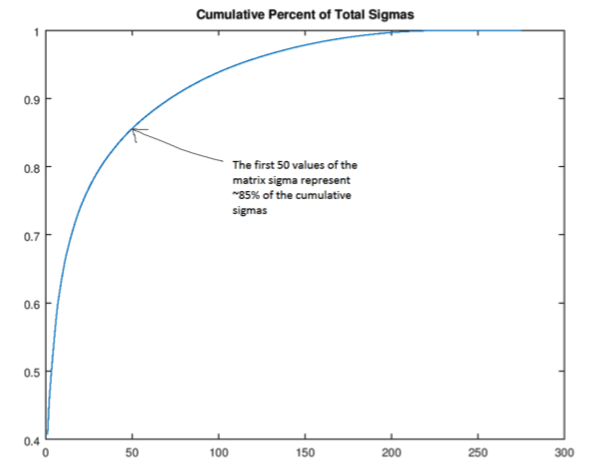 Cumulative Percent of Total Sigmas
1
0.9
0.8
0.7
0.6
0.5
0.4
The first 50 values of the
matrix sigma represent
~85% of the cumulative
sigmas
0
50
100
150
200
250
300